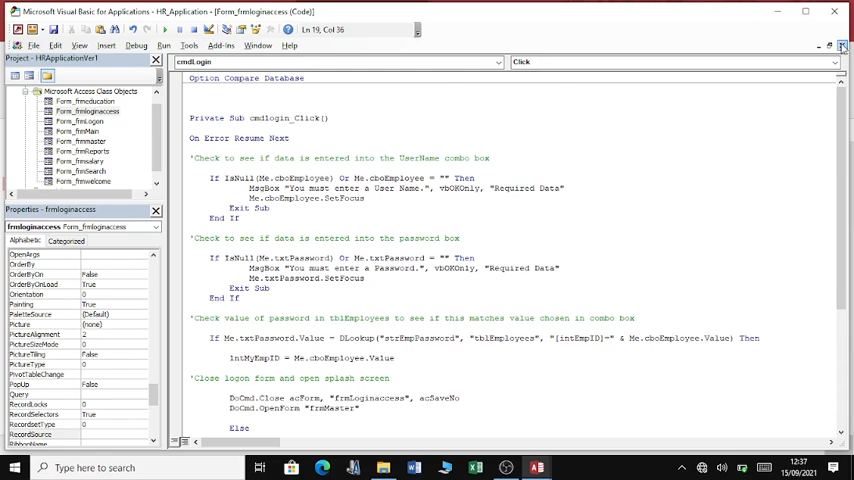 Microsoft Visual Basic for Applications - HR_Application - [Form_frmloginaccess (Code)]
Ln 19, Col 36
File Edit View Insert Debug Run Tools Add-Ins Window Help
Project - HRApplicationVer1
cmdLogin
Click
Microsoft Access Class Objects
Form_frmeducation
Form_frmloginaccess
Form_frmLogon
Form_frmMain
Form_frmmaster
Form_frmReports
Form_frmsalary
Form_frmSearch
Form_frmwelcome
Properties - frmloginaccess
frmloginaccess Form_frmloginaccess
Alphabetic Categorized
OpenArgs
OrderBy
OrderByOn False
OrderByOnLoad True
Orientation 0
Painting True
PaletteSource (Default)
Picture (none)
PictureAlignment 2
PictureSizeMode 0
PictureTiling False
PictureType 0
PivotTableChange
PopUp False
Query
RecordLocks 0
RecordSelectors True
RecordsetType 0
RecordSource
Option Compare Database
Private Sub cmdlogin_Click()
On Error Resume Next
'Check to see if data is entered into the UserName combo box
If IsNull(Me.cboEmployee) Or Me.cboEmployee = "" Then
MsgBox "You must enter a User Name.", vbOKOnly, "Required Data"
Me.cboEmployee.SetFocus
Exit Sub
End If
'Check to see if data is entered into the password box
If IsNull(Me.txtPassword) Or Me.txtPassword = "" Then
MsgBox "You must enter a Password.", vbOKOnly, "Required Data"
Me.txtPassword.SetFocus
Exit Sub
End If
'Check value of password in tblEmployees to see if this matches value chosen in combo box
If Me.txtPassword.Value = DLookup("strEmpPassword", "tblEmployees", "[intEmpID]=" & Me.cboEmployee.Value) Then
lntMyEmpID = Me.cboEmployee.Value
'Close logon form and open splash screen
DoCmd.Close acForm, "frmLoginaccess", acSaveNo
DoCmd.OpenForm "frmMaster"
Else
Type here to search
12:37
15/09/2021